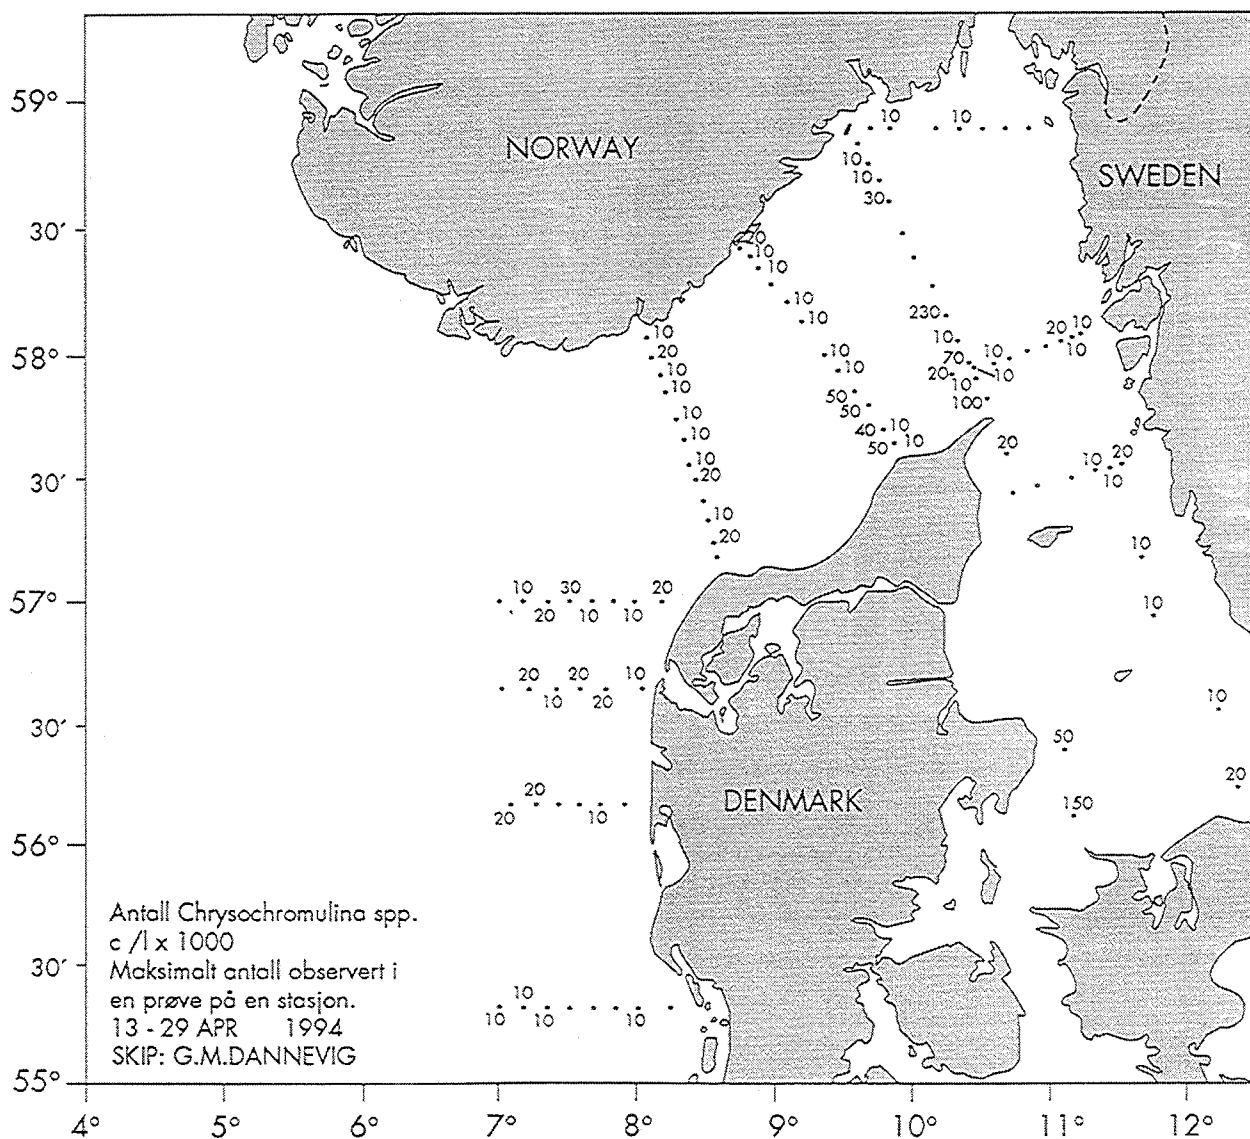 59°
10 10
NORWAY
10
10
SWEDEN
30
30′
10
10
10
10
230
20 10
10 10 10 10
58°
20 10 70 10
10 20 10 10
10 50 100
10 50
10 40 10 20
10 50 10 10 20
30′
20 10
10
20 10
10 30 20
57°
20 10 10 10
20 20 10
10 20
10
30′
50
20
20
DENMARK
150
20 10
56°
Antall Chrysochromulina spp.
c /l x 1000
30′
Maksimalt antall observert i
en prøve på en stasjon.
10
13 - 29 APR 1994
10 10 10
SKIP: G.M.DANNEVIG
55°
4° 5° 6° 7° 8° 9° 10° 11° 12°